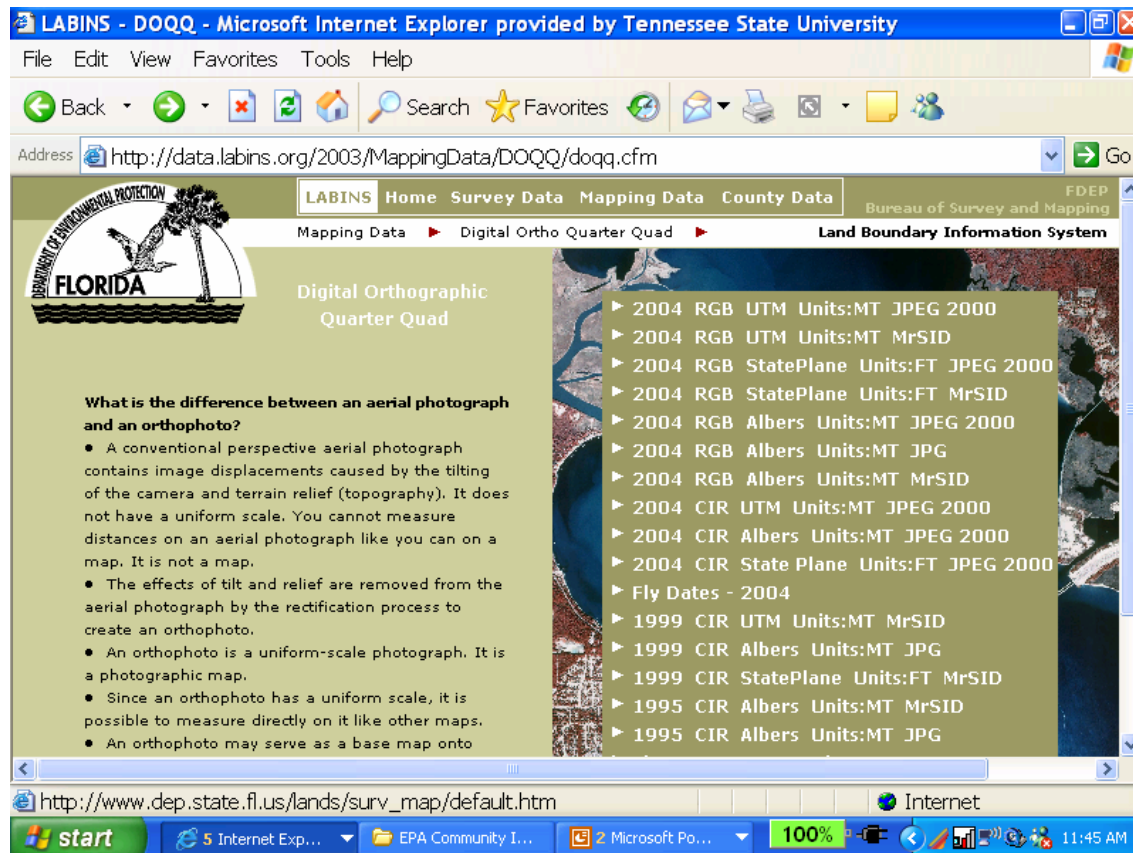 LABINS - DOQQ - Microsoft Internet Explorer provided by Tennessee State University
File Edit View Favorites Tools Help
Back Search Favorites
Address http://data.labins.org/2003/MappingData/DOQQ/doqq.cfm Go
DEPARTMENT OF ENVIRONMENTAL PROTECTION
FLORIDA
LABINS Home Survey Data Mapping Data County Data
FDEP
Bureau of Survey and Mapping
Mapping Data Digital Ortho Quarter Quad Land Boundary Information System
Digital Orthographic
Quarter Quad
What is the difference between an aerial photograph
and an orthophoto?
• A conventional perspective aerial photograph
contains image displacements caused by the tilting
of the camera and terrain relief (topography). It does
not have a uniform scale. You cannot measure
distances on an aerial photograph like you can on a
map. It is not a map.
• The effects of tilt and relief are removed from the
aerial photograph by the rectification process to
create an orthophoto.
• An orthophoto is a uniform-scale photograph. It is
a photographic map.
• Since an orthophoto has a uniform scale, it is
possible to measure directly on it like other maps.
• An orthophoto may serve as a base map onto
2004 RGB UTM Units:MT JPEG 2000
2004 RGB UTM Units:MT MrSID
2004 RGB StatePlane Units:FT JPEG 2000
2004 RGB StatePlane Units:FT MrSID
2004 RGB Albers Units:MT JPEG 2000
2004 RGB Albers Units:MT JPG
2004 RGB Albers Units:MT MrSID
2004 CIR UTM Units:MT JPEG 2000
2004 CIR Albers Units:MT JPEG 2000
2004 CIR State Plane Units:FT JPEG 2000
Fly Dates - 2004
1999 CIR UTM Units:MT MrSID
1999 CIR Albers Units:MT JPG
1999 CIR StatePlane Units:FT MrSID
1995 CIR Albers Units:MT MrSID
1995 CIR Albers Units:MT JPG
http://www.dep.state.fl.us/lands/surv_map/default.htm Internet
start 5 Internet Exp... EPA Community I... 2 Microsoft Po... 100% 11:45 AM